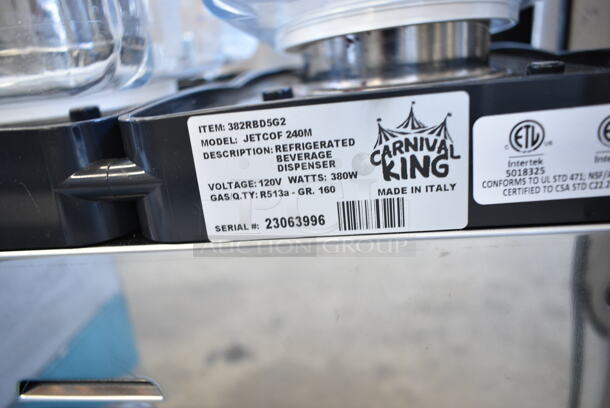 ITEM: 382RBD5G2
MODEL: JETCOF 240M
DESCRIPTION: REFRIGERATED
BEVERAGE
DISPENSER
VOLTAGE: 120V WATTS: 380W
GAS/Q.TY: R513a - GR. 160
SERIAL #: 23063996
CARNIVAL
KING
MADE IN ITALY
ETL
Intertek
5018325
CONFORMS TO UL STD 471; NSF/
CERTIFIED TO CSA STD C22.
AUCTION GROUP